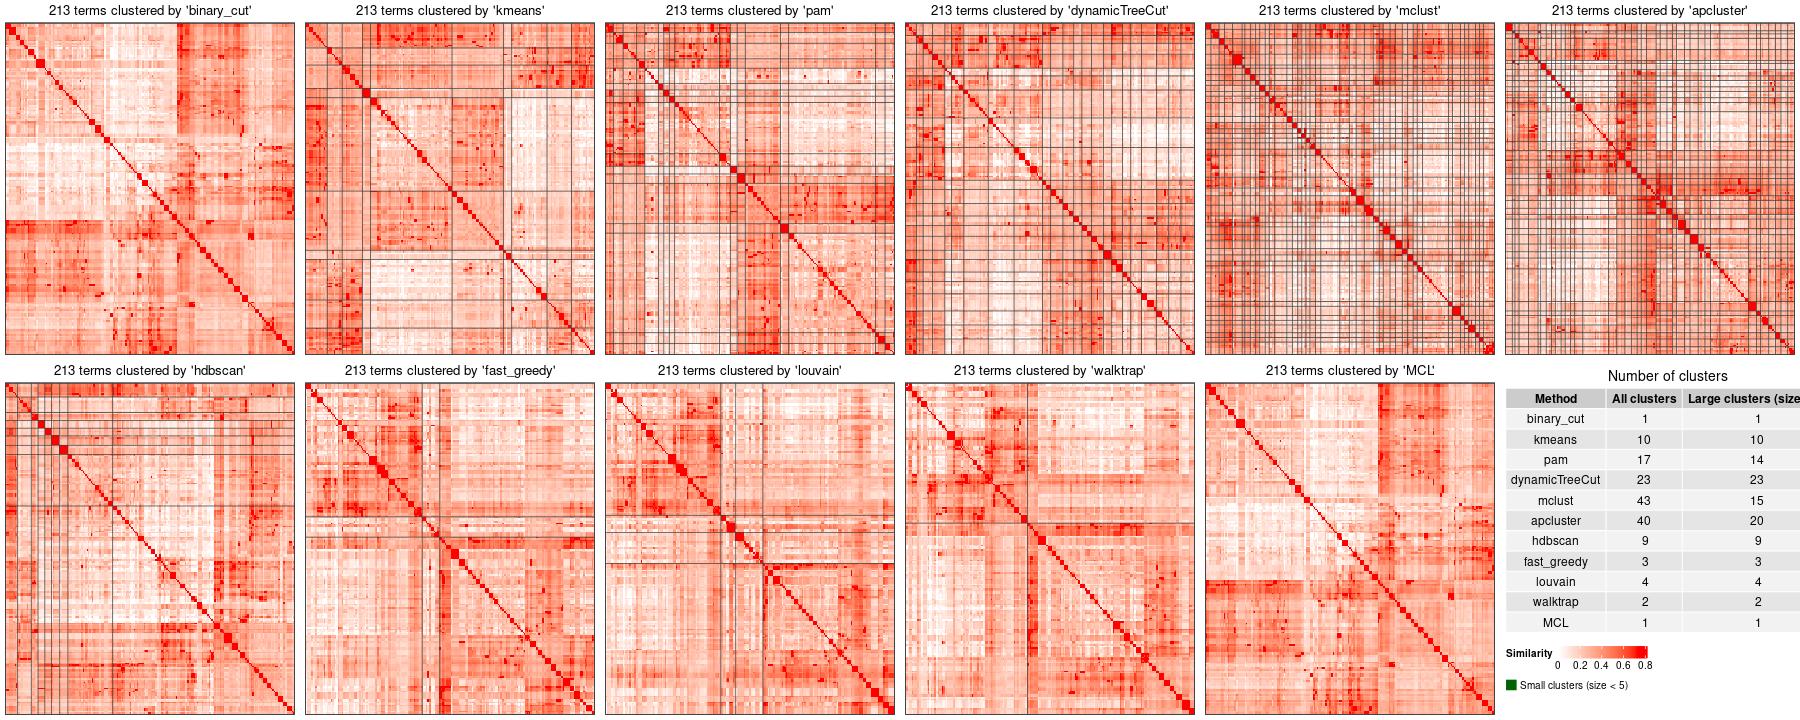 213 terms clustered by 'binary_cut'
213 terms clustered by 'kmeans'
213 terms clustered by 'pam'
213 terms clustered by 'dynamicTreeCut'
213 terms clustered by 'mclust'
213 terms clustered by 'apcluster'
213 terms clustered by 'hdbscan'
213 terms clustered by 'fast_greedy'
213 terms clustered by 'louvain'
213 terms clustered by 'walktrap'
213 terms clustered by 'MCL'
Number of clusters
Method All clusters Large clusters (size
binary_cut 1 1
kmeans 10 10
pam 17 14
dynamicTreeCut 23 23
mclust 43 15
apcluster 40 20
hdbscan 9 9
fast_greedy 3 3
louvain 4 4
walktrap 2 2
MCL 1 1
Similarity
0 0.2 0.4 0.6 0.8
Small clusters (size < 5)